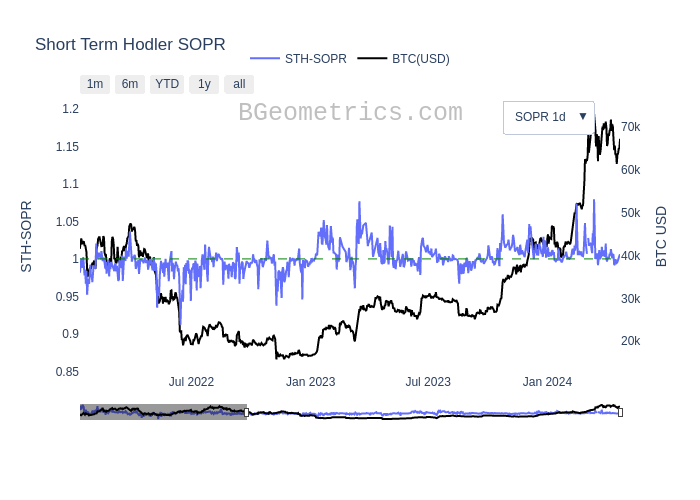 Short Term Hodler SOPR
STH-SOPR
BTC(USD)
1m
6m
YTD
1y
all
BGeometrics.com
SOPR 1d
▼
1.2
1.15
1.1
1.05
1
0.95
0.9
0.85
STH-SOPR
70k
60k
50k
40k
30k
20k
BTC USD
Jul 2022
Jan 2023
Jul 2023
Jan 2024